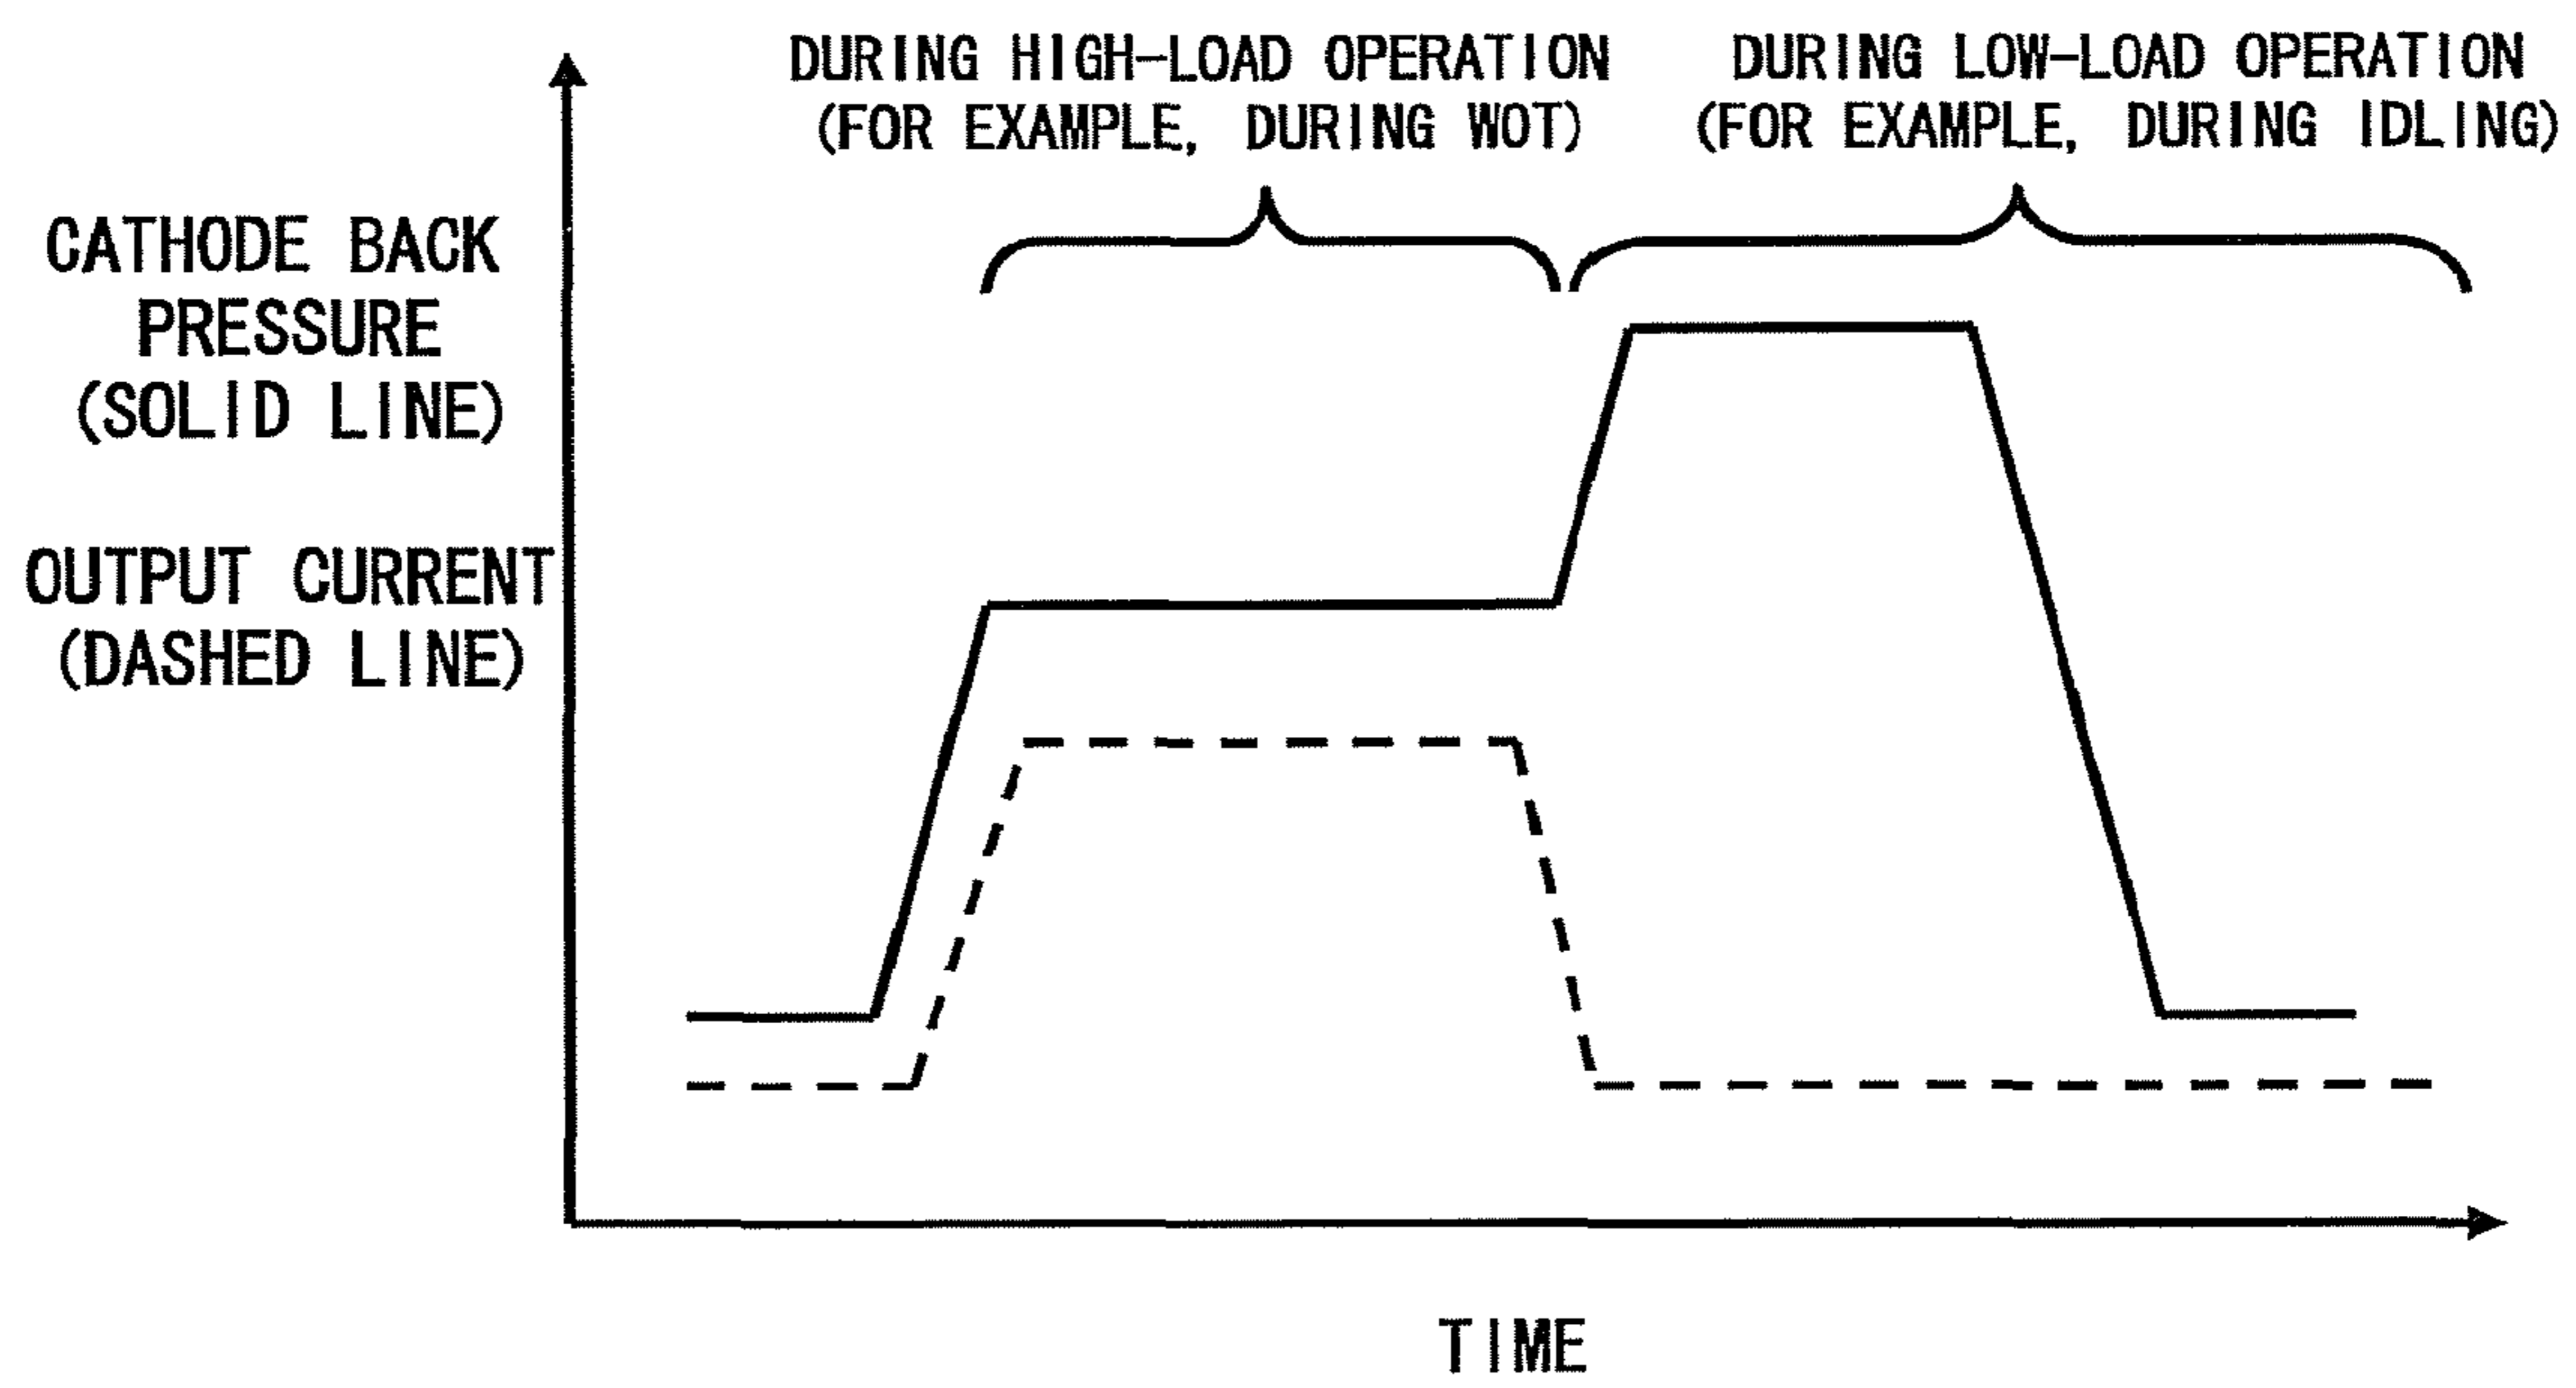 DURING HIGH-LOAD OPERATION
(FOR EXAMPLE, DURING WOT)
DURING LOW-LOAD OPERATION
(FOR EXAMPLE, DURING IDLING)
CATHODE BACK
PRESSURE
(SOLID LINE)
OUTPUT CURRENT
(DASHED LINE)
TIME